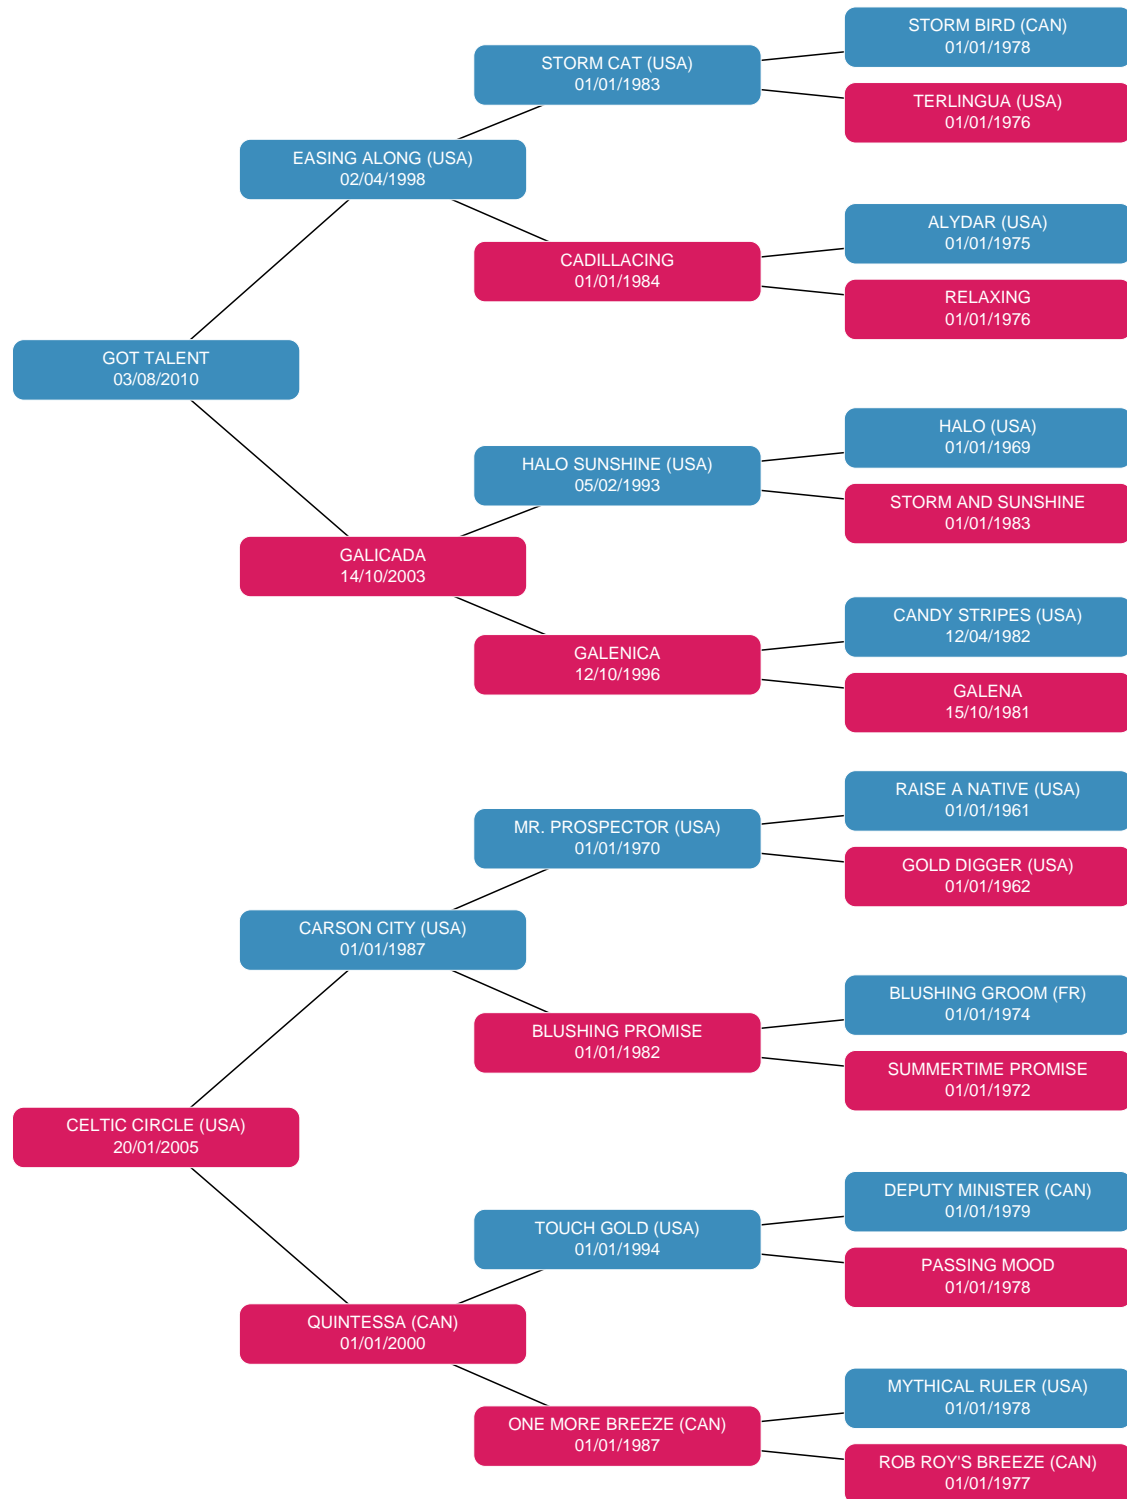 STORM BIRD (CAN)
01/01/1978
STORM CAT (USA)
01/01/1983
TERLINGUA (USA)
01/01/1976
EASING ALONG (USA)
02/04/1998
ALYDAR (USA)
01/01/1975
CADILLACING
01/01/1984
RELAXING
01/01/1976
GOT TALENT
03/08/2010
HALO (USA)
01/01/1969
HALO SUNSHINE (USA)
05/02/1993
STORM AND SUNSHINE
01/01/1983
GALICADA
14/10/2003
CANDY STRIPES (USA)
12/04/1982
GALENICA
12/10/1996
GALENA
15/10/1981
RAISE A NATIVE (USA)
01/01/1961
MR. PROSPECTOR (USA)
01/01/1970
GOLD DIGGER (USA)
01/01/1962
CARSON CITY (USA)
01/01/1987
BLUSHING GROOM (FR)
01/01/1974
BLUSHING PROMISE
01/01/1982
SUMMERTIME PROMISE
01/01/1972
CELTIC CIRCLE (USA)
20/01/2005
DEPUTY MINISTER (CAN)
01/01/1979
TOUCH GOLD (USA)
01/01/1994
PASSING MOOD
01/01/1978
QUINTESSA (CAN)
01/01/2000
MYTHICAL RULER (USA)
01/01/1978
ONE MORE BREEZE (CAN)
01/01/1987
ROB ROY'S BREEZE (CAN)
01/01/1977